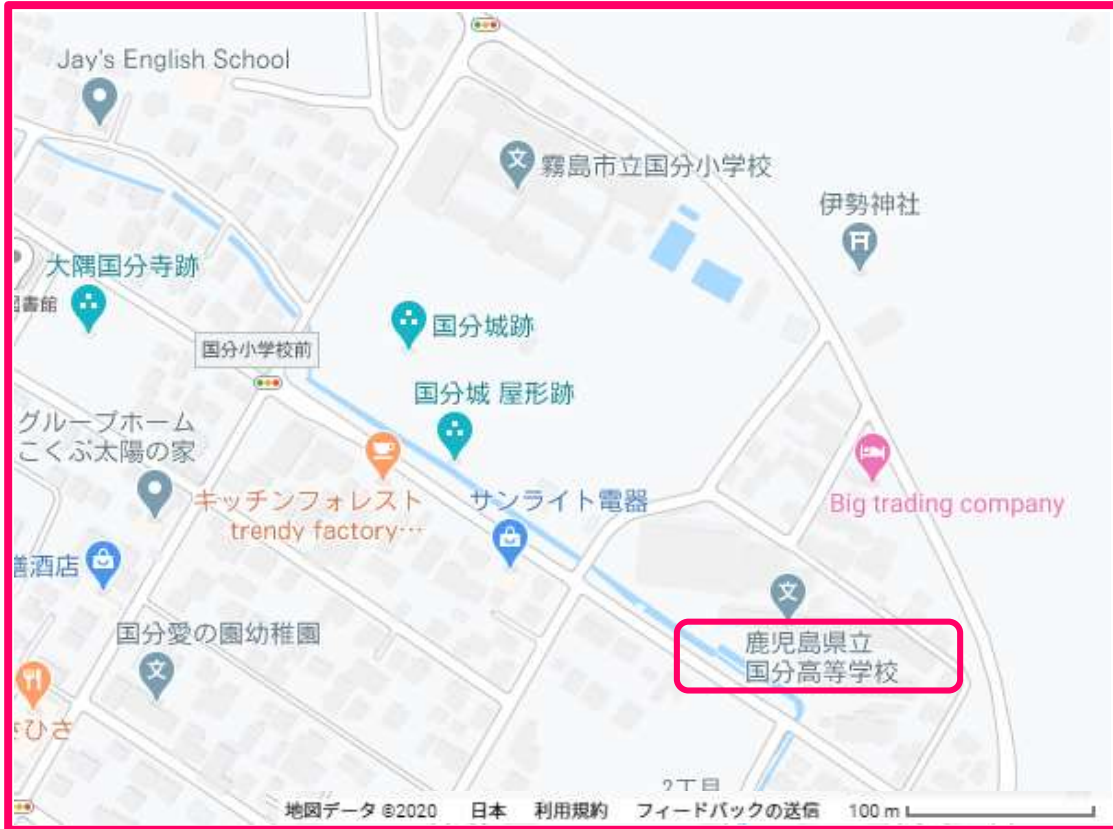 Jay's English School
霧島市立国分小学校
伊勢神社
大隅国分寺跡
書館
国分城跡
国分小学校前
国分城 屋形跡
グループホーム
こくぶ太陽の家
キッチンフォレスト
trendy factory…
サンライト電器
Big trading company
酒店
国分愛の園幼稚園
鹿児島県立
国分高等学校
ひさ
2丁目
地図データ ©2020 日本 利用規約 フィードバックの送信 100 m